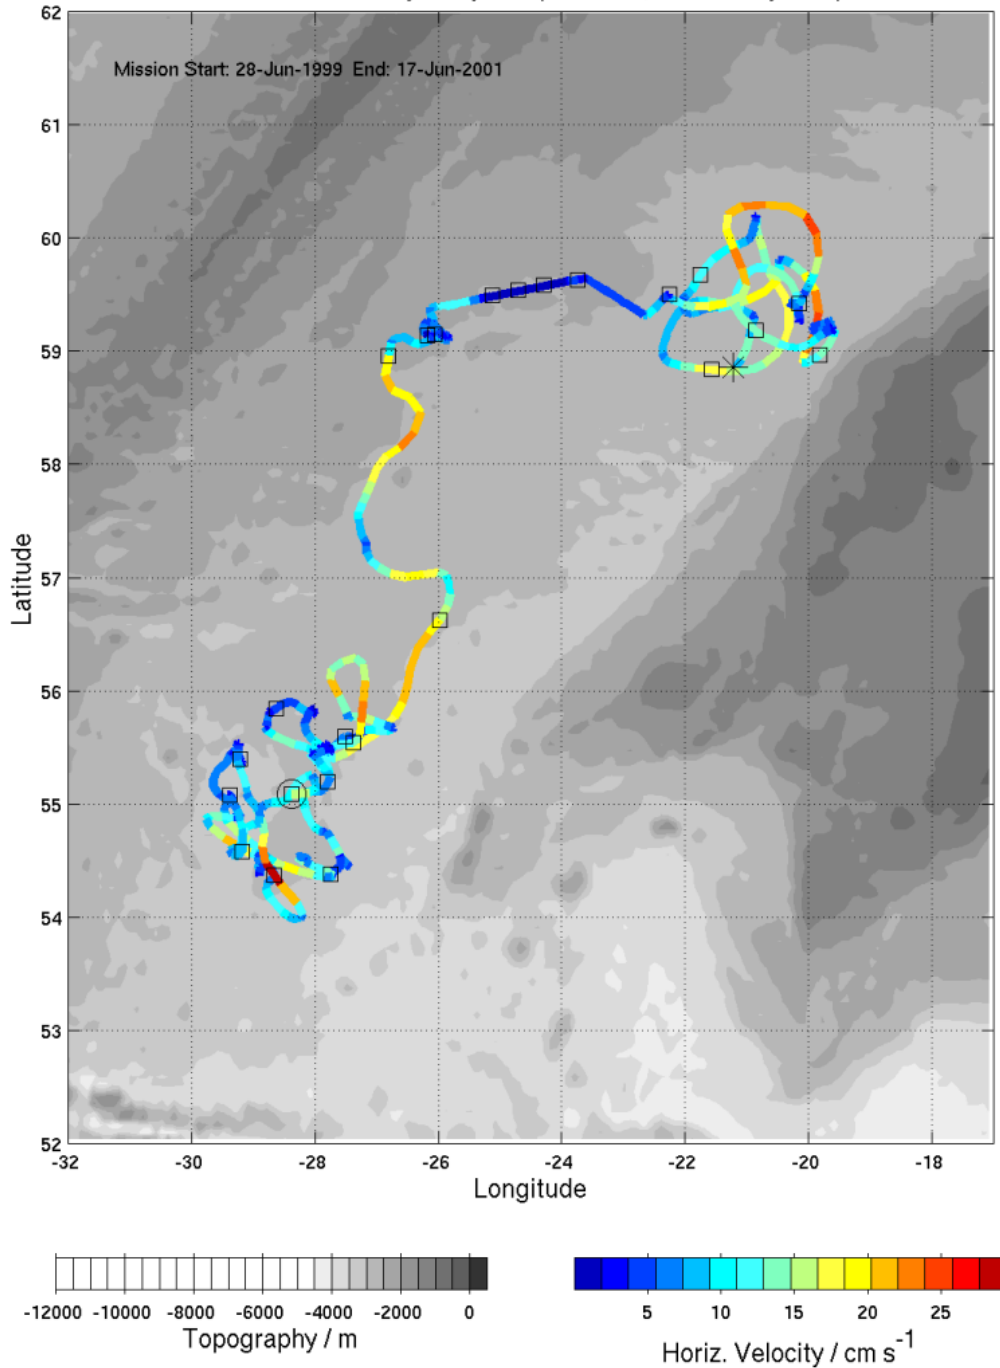 Mission Start: 28-Jun-1999 End: 17-Jun-2001
62
61
60
59
58
57
56
55
54
53
52
Latitude
-32 -30 -28 -26 -24 -22 -20 -18
Longitude
-12000 -10000 -8000 -6000 -4000 -2000 0
Topography / m
5 10 15 20 25
Horiz. Velocity / cm s⁻¹